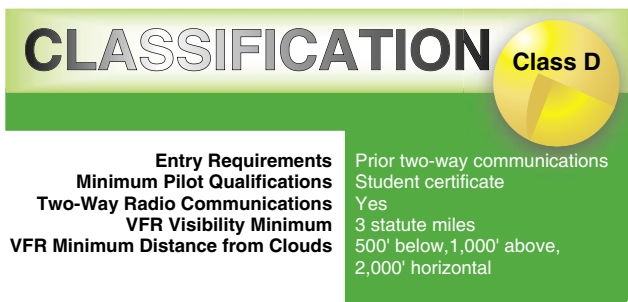 CLASSIFICATION
Class D
Entry Requirements Prior two-way communications
Minimum Pilot Qualifications Student certificate
Two-Way Radio Communications Yes
VFR Visibility Minimum 3 statute miles
VFR Minimum Distance from Clouds 500' below,1,000' above,
2,000' horizontal